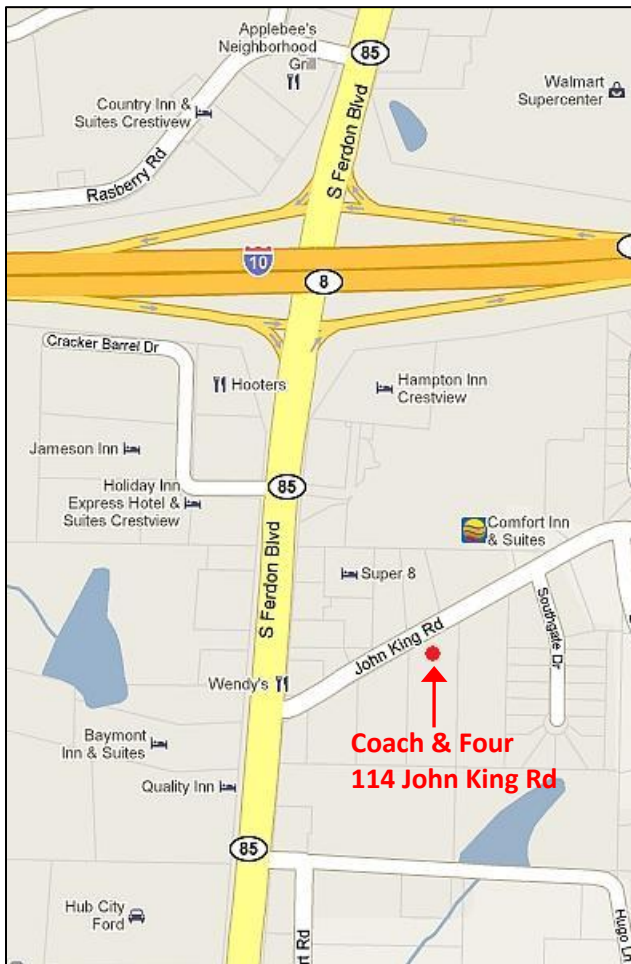 Applebee's
Neighborhood
Grill
85
Walmart
Supercenter
Country Inn &
Suites Crestivew
Rasberry Rd
S Ferdon Blvd
10
8
Cracker Barrel Dr
Hooters
Hampton Inn
Crestview
Jameson Inn
Holiday Inn
Express Hotel &
Suites Crestview
85
Comfort Inn
& Suites
S Ferdon Blvd
Super 8
Southgate Dr
John King Rd
Wendy's
Coach & Four
114 John King Rd
Baymont
Inn & Suites
Quality Inn
85
Hub City
Ford
rt Rd
Hugo Ln